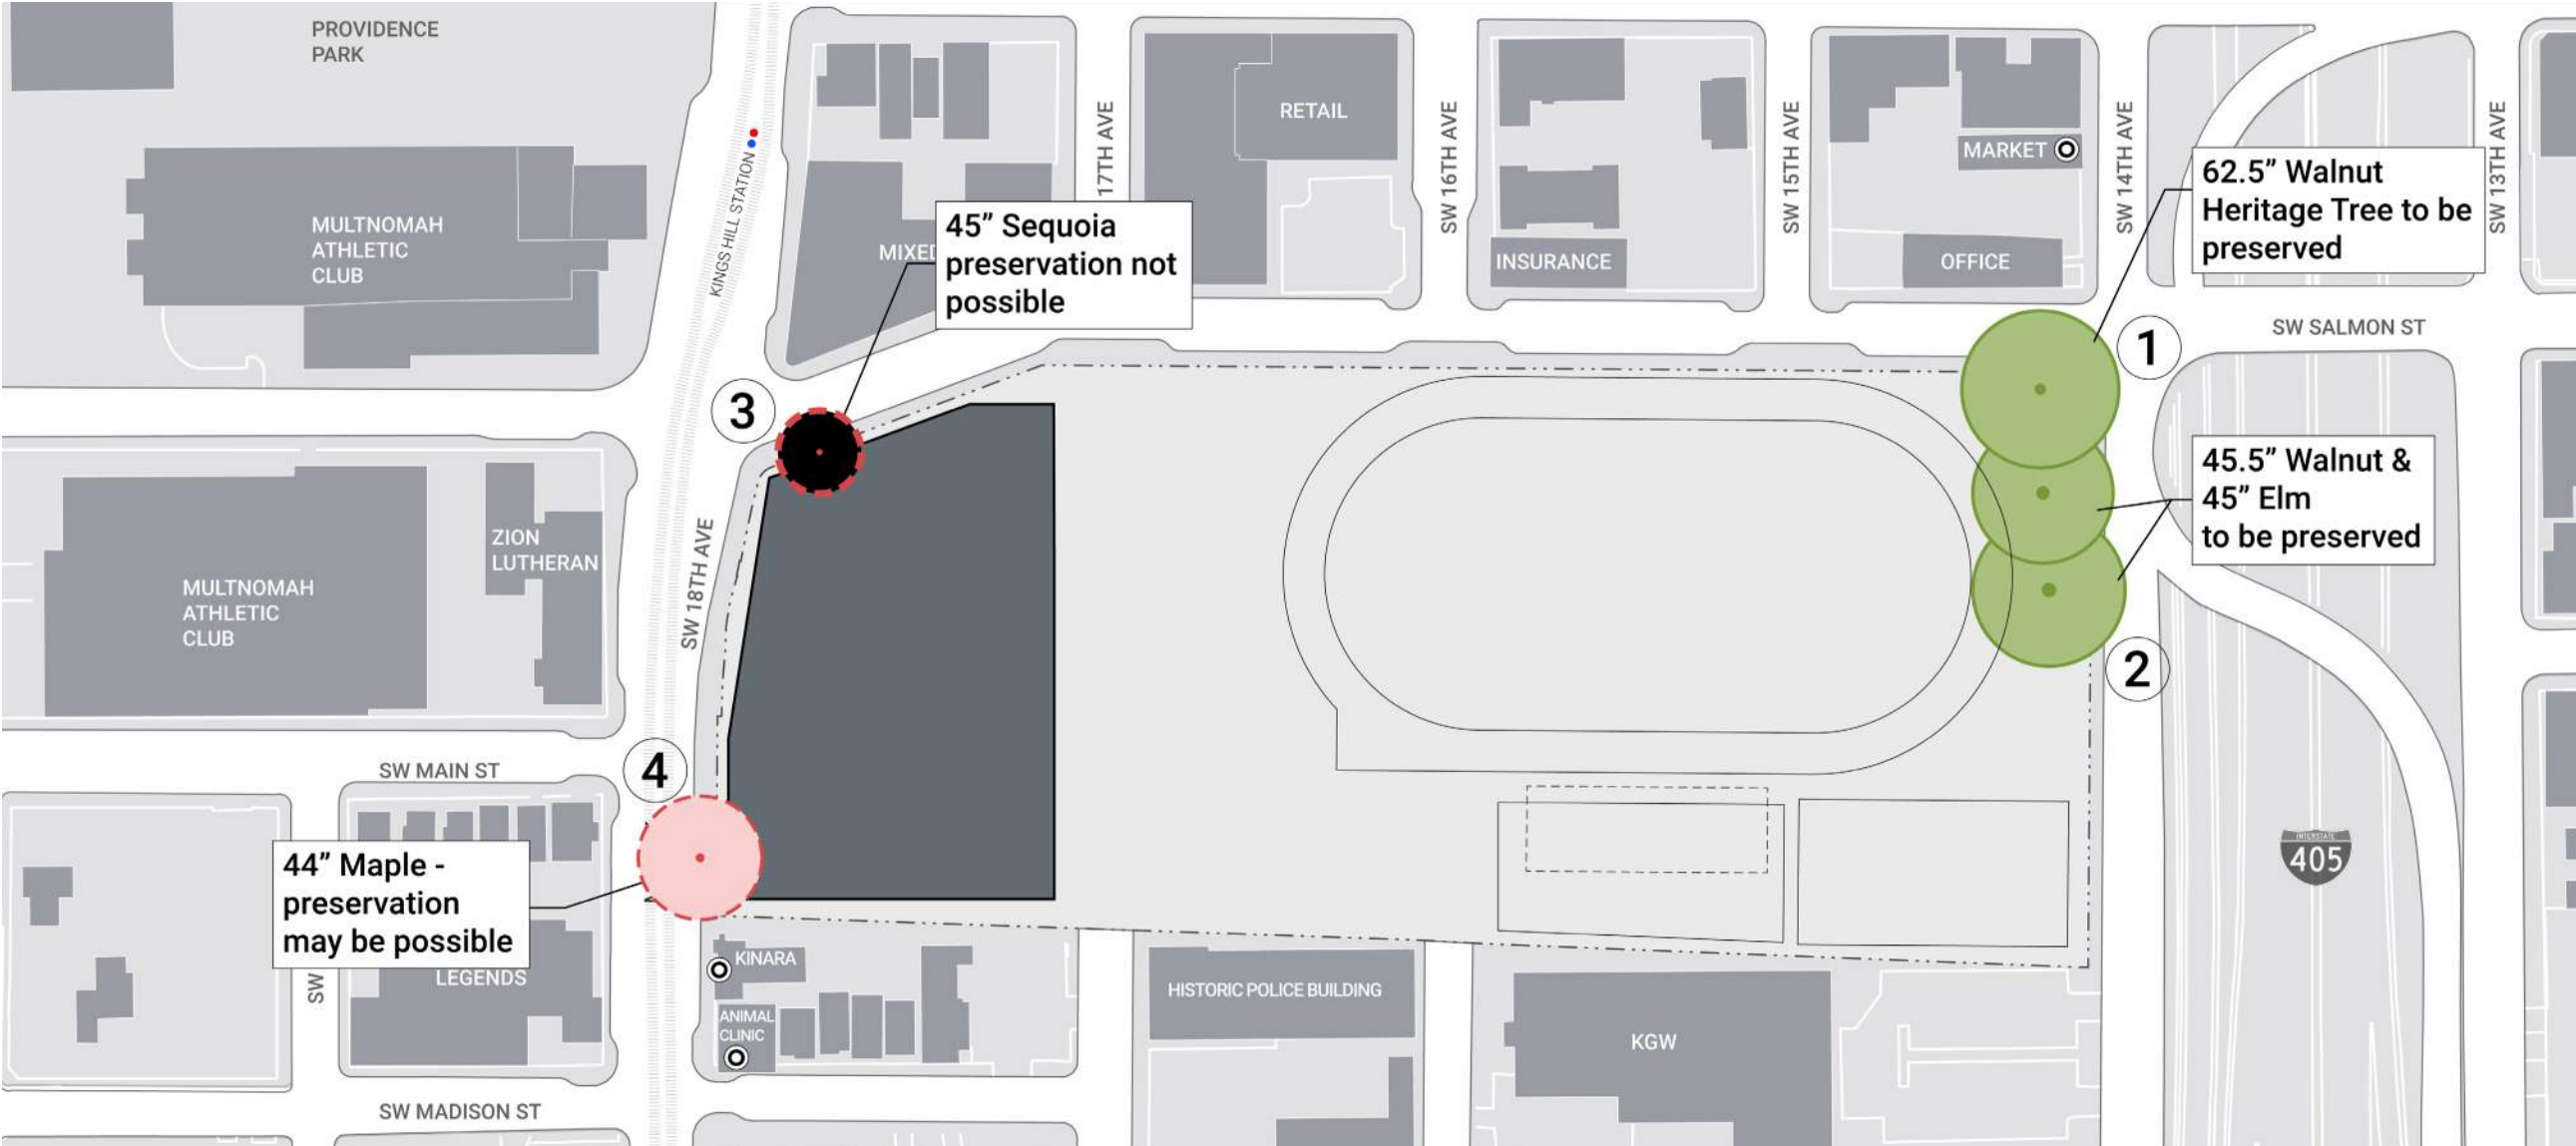 PROVIDENCE
PARK
17TH AVE
RETAIL
SW 16TH AVE
SW 15TH AVE
MARKET
SW 14TH AVE
SW 13TH AVE
KINGS HILL STATION
62.5” Walnut
Heritage Tree to be
preserved
MULTNOMAH
ATHLETIC
CLUB
MIXED
45” Sequoia
preservation not
possible
INSURANCE
OFFICE
SW SALMON ST
1
3
45.5” Walnut &
45” Elm
to be preserved
ZION
LUTHERAN
MULTNOMAH
ATHLETIC
CLUB
SW 18TH AVE
2
SW MAIN ST
4
44” Maple -
preservation
may be possible
INTERSTATE
405
SW
LEGENDS
KINARA
ANIMAL
CLINIC
HISTORIC POLICE BUILDING
KGW
SW MADISON ST